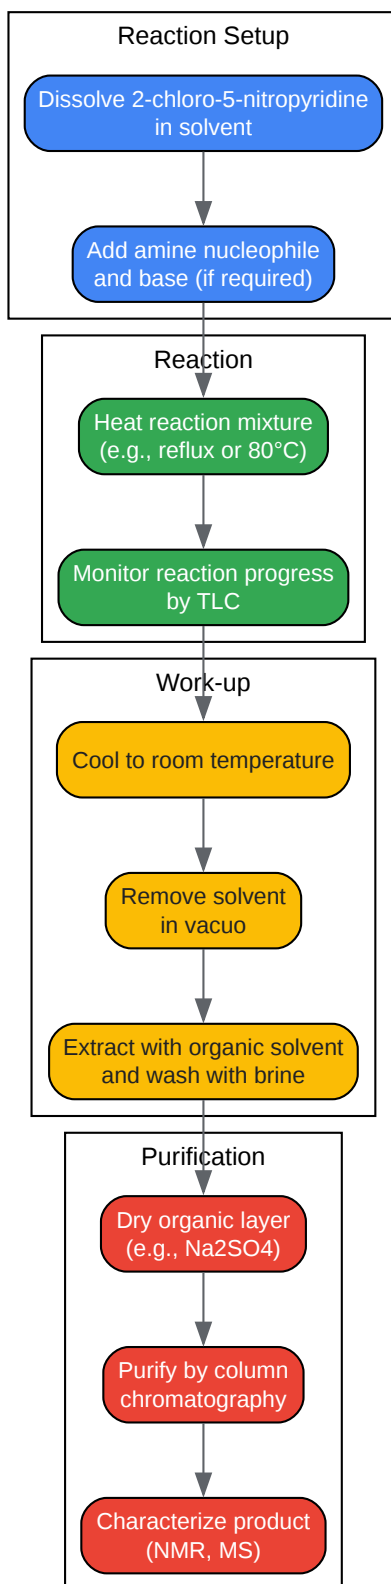 Reaction Setup
Dissolve 2-chloro-5-nitropyridine
in solvent
Add amine nucleophile
and base (if required)
Reaction
Heat reaction mixture
(e.g., reflux or 80°C)
Monitor reaction progress
by TLC
Work-up
Cool to room temperature
Remove solvent
in vacuo
Extract with organic solvent
and wash with brine
Purification
Dry organic layer
(e.g., Na2SO4)
Purify by column
chromatography
Characterize product
(NMR, MS)